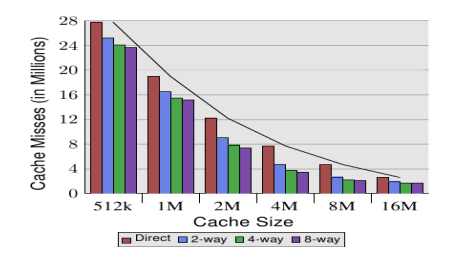 28
24
20
16
12
8
4
0
Cache Misses (in Millions)
512k 1M 2M 4M 8M 16M
Cache Size
Direct 2-way 4-way 8-way